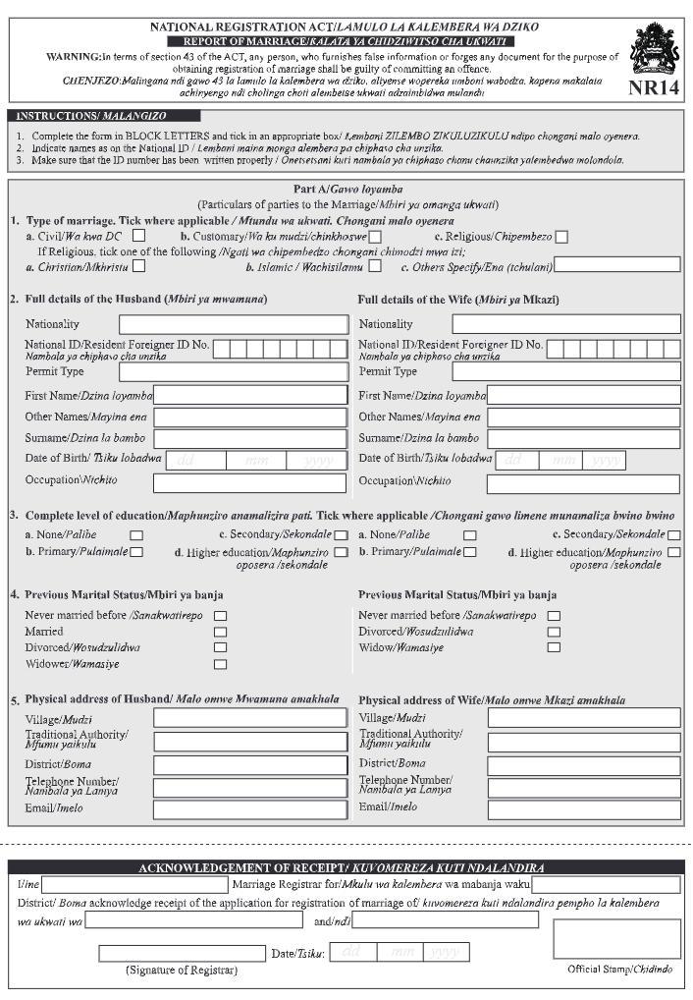 NATIONAL REGISTRATION ACT/LAMULO LA KALEMBERA WA DZIKO
REPORT OF MARRIAGE/KALATA YA CHIDZIWITSO CHA UKWATI
WARNING:In terms of section 43 of the ACT, any person, who furnishes false information or forges any document for the purpose of
obtaining registration of marriage shall be guilty of committing an offence.
CHENJEZO:Malingana ndi gawo 43 la lamulo la kalembera wa dziko, aliyense wopereka umboni wabodza, kapena makalata
achinyengo ndi cholinga choti alembetse ukwati adzaimbidwa mulandu
NR14
INSTRUCTIONS/ MALANGIZO
1. Complete the form in BLOCK LETTERS and tick in an appropriate box/ Lembani ZILEMBO ZIKULUZIKULU ndipo chongani malo oyenera.
2. Indicate names as on the National ID / Lembani maina monga alembera pa chiphaso cha unzika.
3. Make sure that the ID number has been written properly / Onetsetsani kuti nambala ya chiphaso chanu chaunzika yalembedwa molondola.
Part A/Gawo loyamba
(Particulars of parties to the Marriage/Mbiri ya omanga ukwati)
1. Type of marriage. Tick where applicable / Mtundu wa ukwati. Chongani malo oyenera
a. Civil/Wa kwa DC b. Customary/Wa ku mudzi/chinkhoswe c. Religious/Chipembezo
If Religious, tick one of the following /Ngati wa chipembedzo chongani chimodzi mwa izi;
a. Christian/Mkhristu b. Islamic / Wachisilamu c. Others Specify/Ena (tchulani)
2. Full details of the Husband (Mbiri ya mwamuna) Full details of the Wife (Mbiri ya Mkazi)
Nationality Nationality
National ID/Resident Foreigner ID No. National ID/Resident Foreigner ID No.
Nambala ya chiphaso cha unzika Nambala ya chiphaso cha unzika
Permit Type Permit Type
First Name/Dzina loyamba First Name/Dzina loyamba
Other Names/Mayina ena Other Names/Mayina ena
Surname/Dzina la bambo Surname/Dzina la bambo
Date of Birth/ Tsiku lobadwa dd mm yyyy Date of Birth/Tsiku lobadwa dd mm yyyy
Occupation\Ntchito Occupation\Ntchito
3. Complete level of education/Maphunziro anamalizira pati. Tick where applicable /Chongani gawo limene munamaliza bwino bwino
a. None/Palibe c. Secondary/Sekondale a. None/Palibe c. Secondary/Sekondale
b. Primary/Pulaimale d. Higher education/Maphunziro b. Primary/Pulaimale d. Higher education/Maphunziro
oposera /sekondale oposera /sekondale
4. Previous Marital Status/Mbiri ya banja Previous Marital Status/Mbiri ya banja
Never married before /Sanakwatirepo Never married before /Sanakwatirepo
Married Divorced/Wosudzulidwa
Divorced/Wosudzulidwa Widow/Wamasiye
Widower/Wamasiye
5. Physical address of Husband/ Malo omwe Mwamuna amakhala Physical address of Wife/Malo omwe Mkazi amakhala
Village/Mudzi Village/Mudzi
Traditional Authority/ Traditional Authority/
Mfumu yaikulu Mfumu yaikulu
District/Boma District/Boma
Telephone Number/ Telephone Number/
Nambala ya Lamya Nambala ya Lamya
Email/Imelo Email/Imelo
ACKNOWLEDGEMENT OF RECEIPT/ KUVOMEREZA KUTI NDALANDIRA
I/ine Marriage Registrar for/Mkulu wa kalembera wa mabanja waku
District/ Boma acknowledge receipt of the application for registration of marriage of/ kuvomereza kuti ndalandira pempho la kalembera
wa ukwati wa and/ndi
Date/Tsiku: dd mm yyyy
(Signature of Registrar) Official Stamp/Chidindo